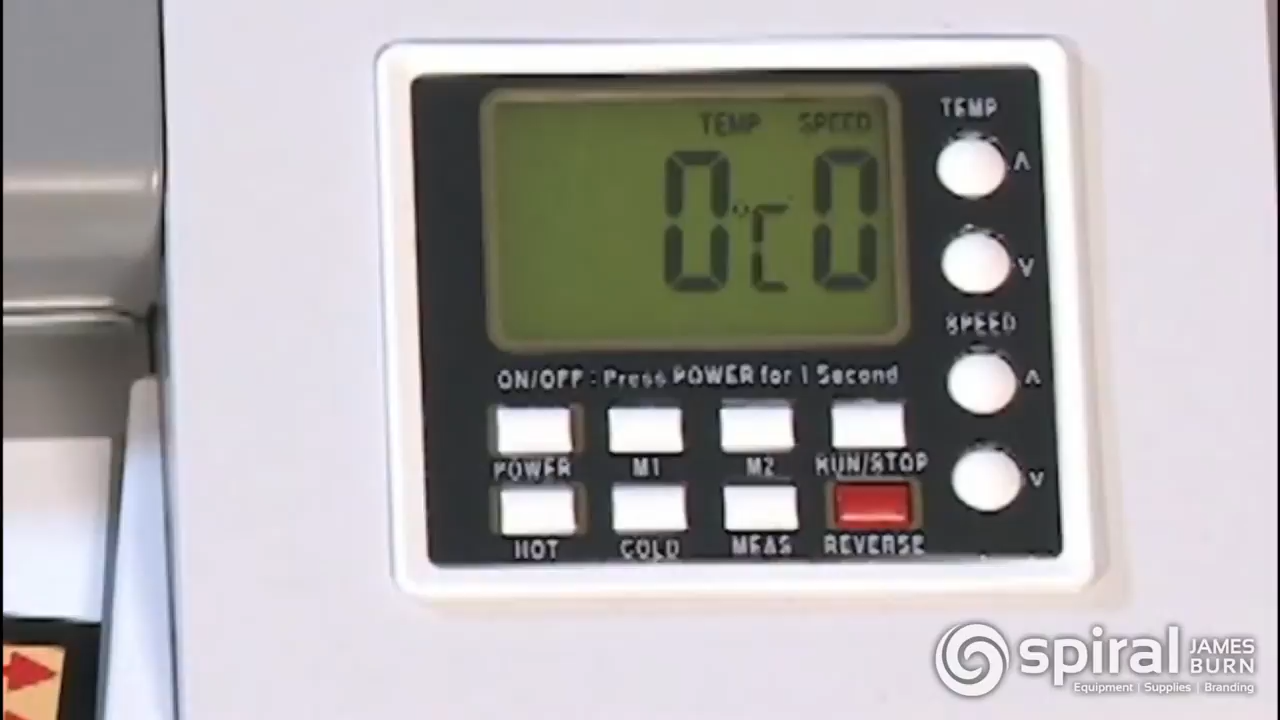 TEMP SPEED
0°C 0
TEMP
SPEED
ON/OFF : Press POWER for 1 Second
POWER M1 M2 RUN/STOP
HOT COLD MEAS REVERSE
spiral JAMES BURN
Equipment | Supplies | Branding